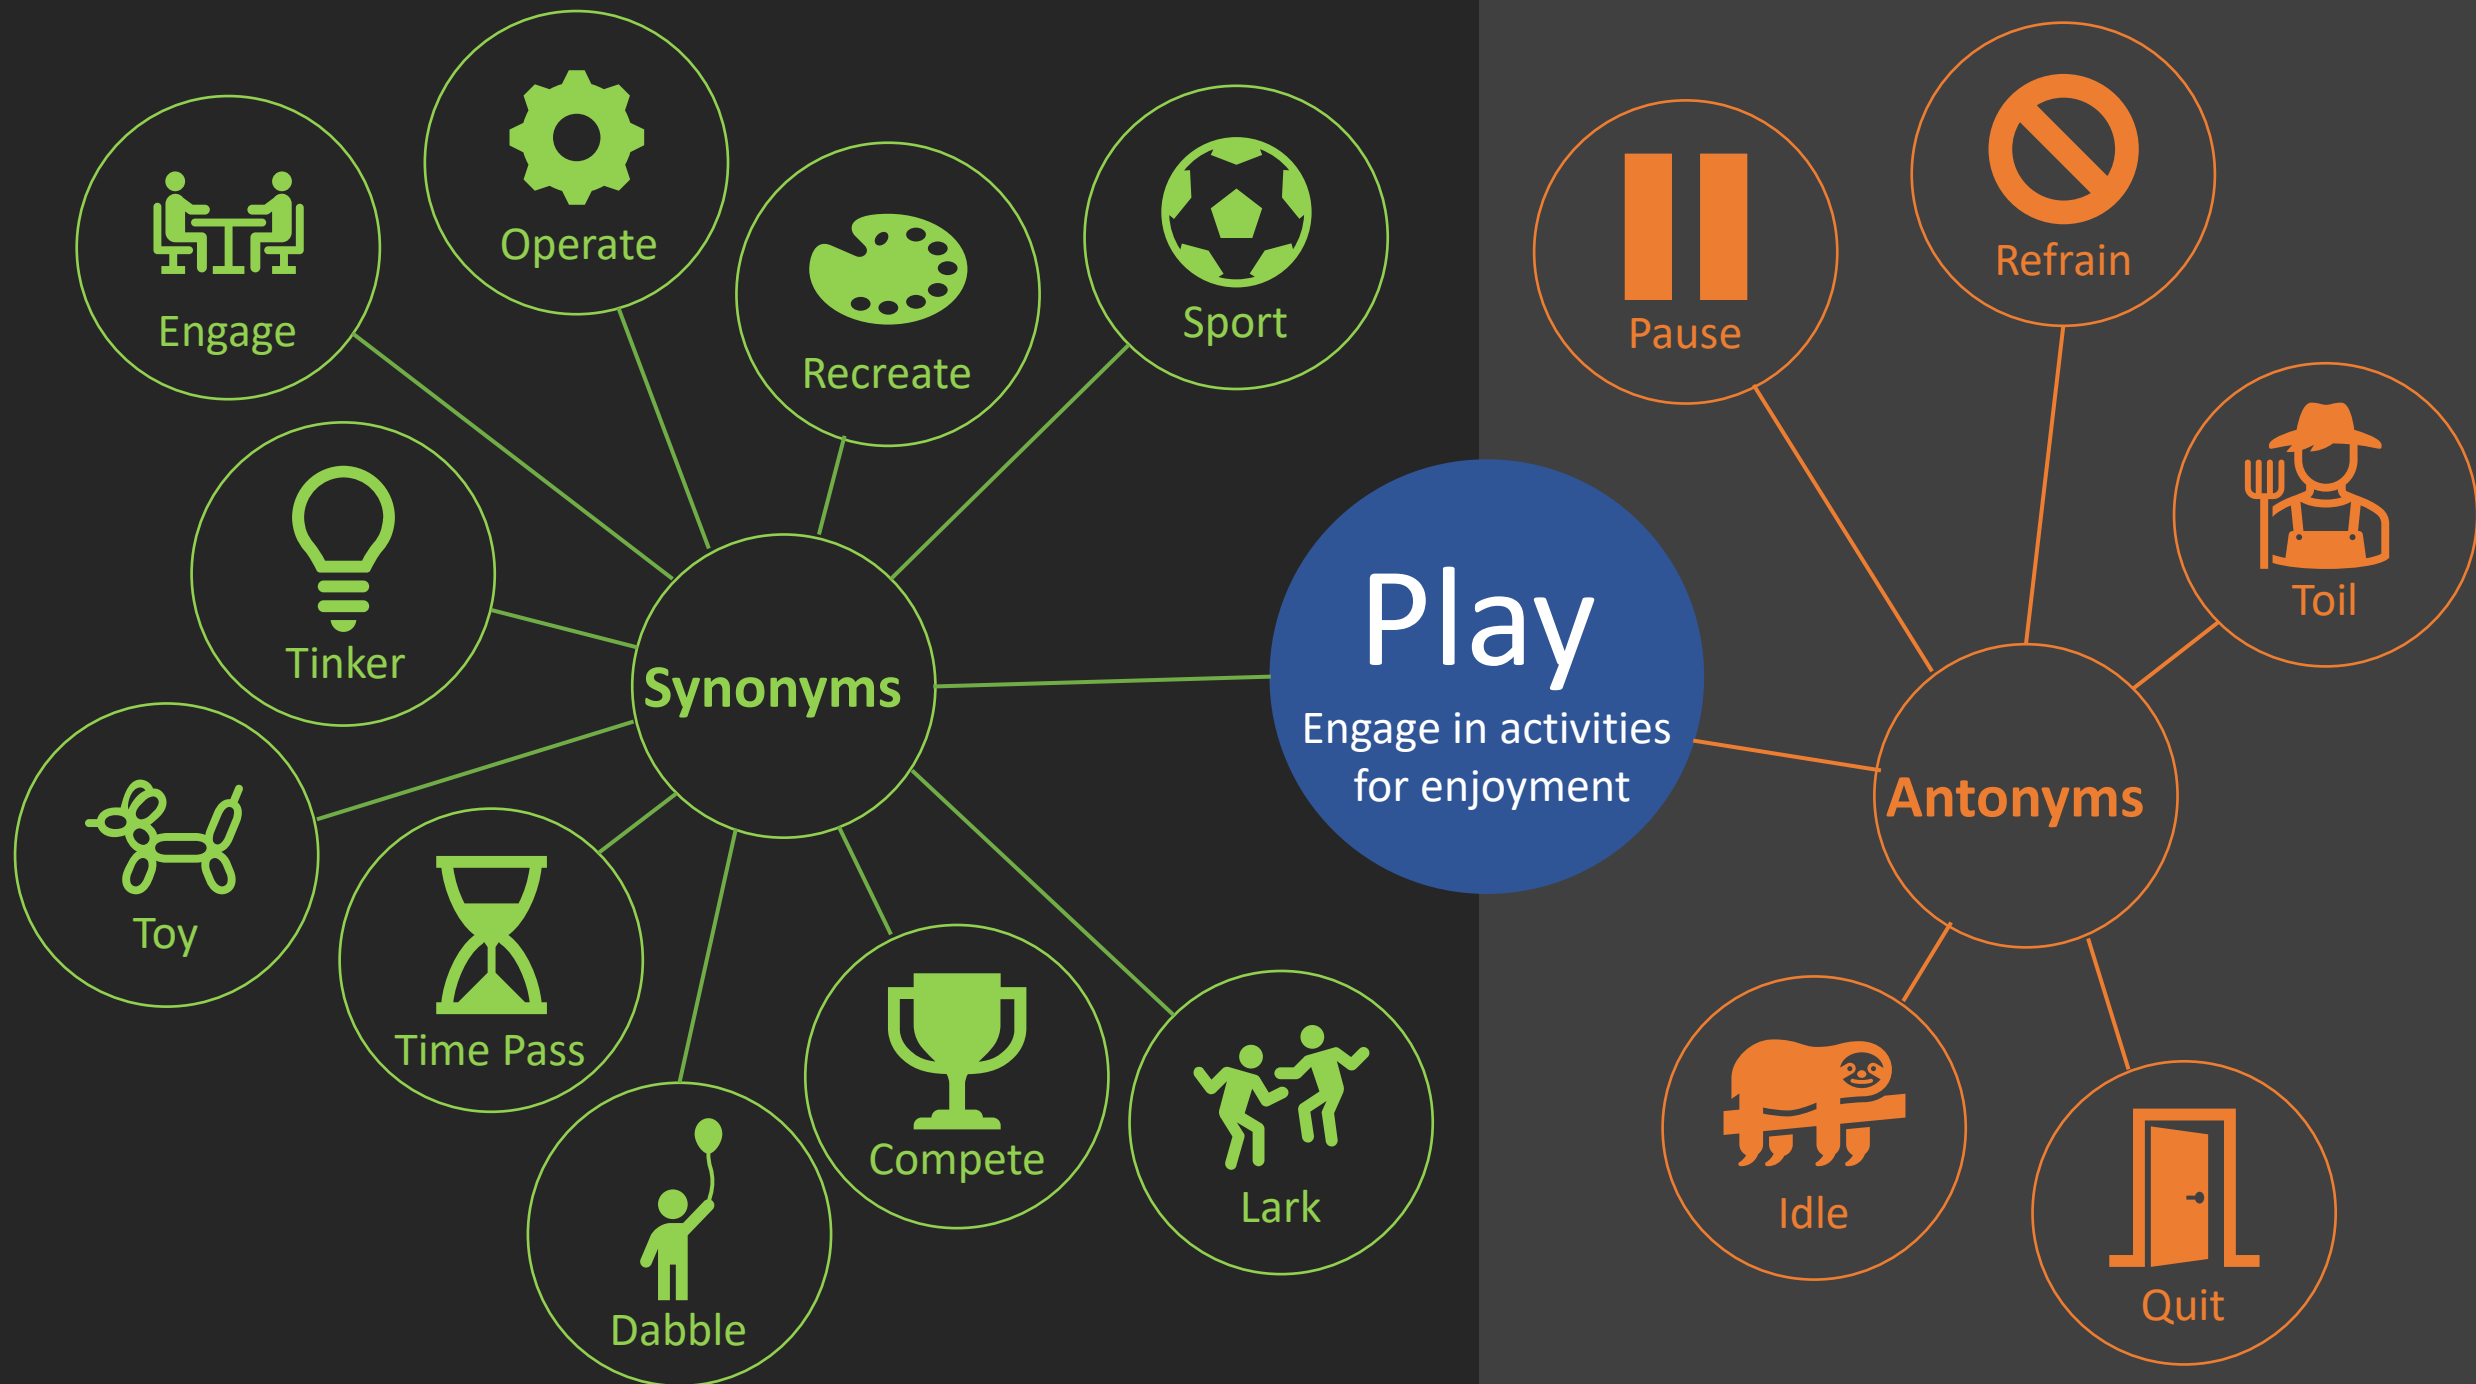 Engage
Operate
Recreate
Sport
Tinker
Synonyms
Toy
Time Pass
Dabble
Compete
Lark
Play
Engage in activities
for enjoyment
Pause
Refrain
Toil
Antonyms
Idle
Quit